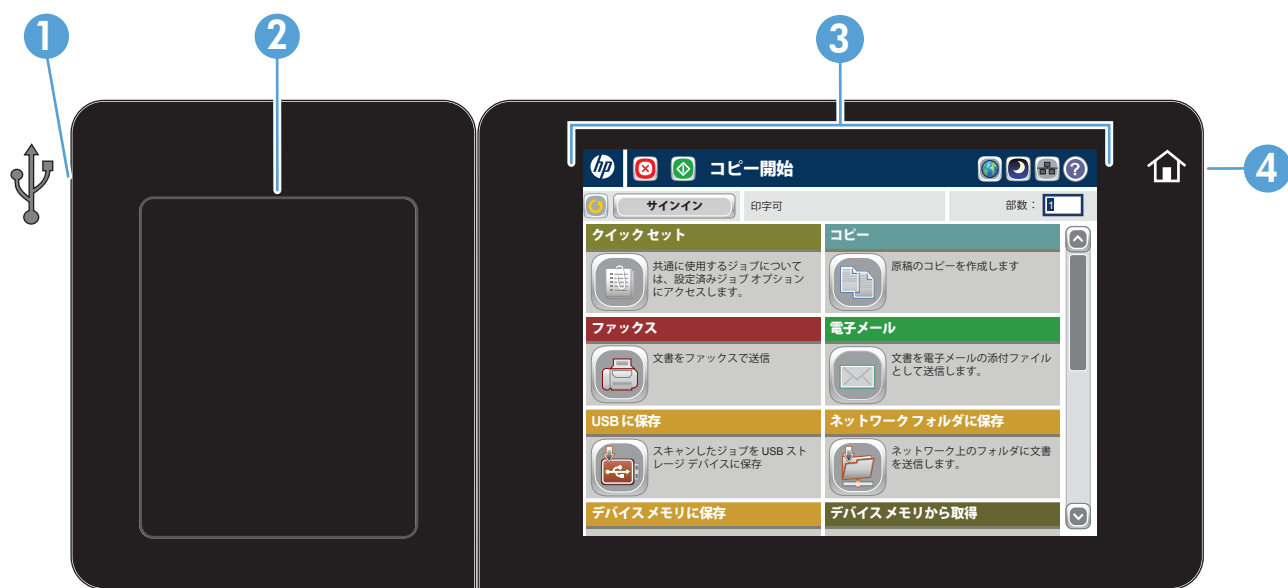 1
2
3
4
hp
コピー開始
?
サインイン
印字可
部数：
1
クイック セット
共通に使用するジョブについて
は、設定済みジョブ オプション
にアクセスします。
コピー
原稿のコピーを作成します
ファックス
文書をファックスで送信
電子メール
文書を電子メールの添付ファイル
として送信します。
USB に保存
スキャンしたジョブを USB スト
レージ デバイスに保存
ネットワーク フォルダに保存
ネットワーク上のフォルダに文書
を送信します。
デバイス メモリに保存
デバイス メモリから取得